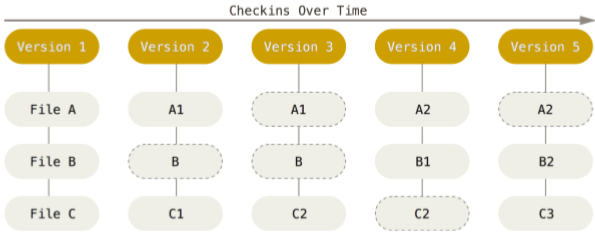 Checkins Over Time
Version 1 Version 2 Version 3 Version 4 Version 5
File A A1 A1 A2 A2
File B B B B1 B2
File C C1 C2 C2 C3